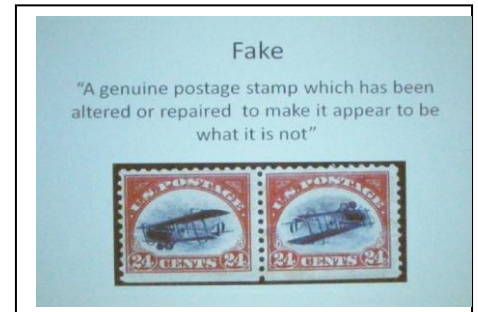 Fake
“A genuine postage stamp which has been
altered or repaired  to make it appear to be
what it is not”
U.S. POSTAGE U.S. POSTAGE
24 CENTS 24 24 CENTS 24